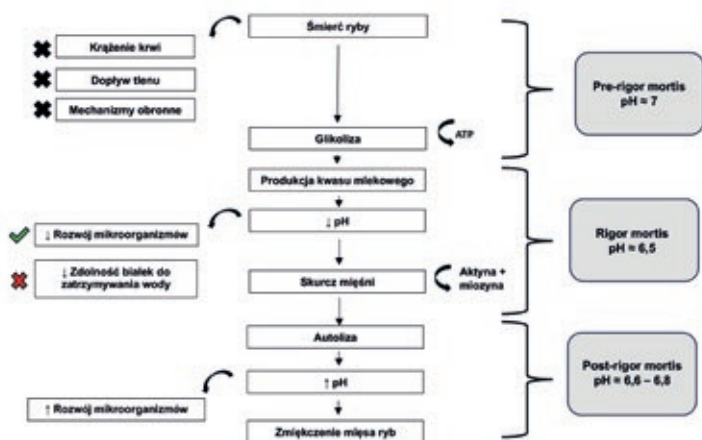 Śmierć ryby
Krążenie krwi
Dopływ tlenu
Mechanizmy obronne
Pre-rigor mortis
pH ≈ 7
Glikoliza
ATP
Produkcja kwasu mlekowego
↓ pH
↓ Rozwój mikroorganizmów
Rigor mortis
pH ≈ 6,5
↓ Zdolność białek do
zatrzymywania wody
Skurcz mięśni
Aktyna +
miozyna
Autoliza
Post-rigor mortis
pH ≈ 6,6 – 6,8
↑ pH
↑ Rozwój mikroorganizmów
Zmiękczenie mięsa ryb